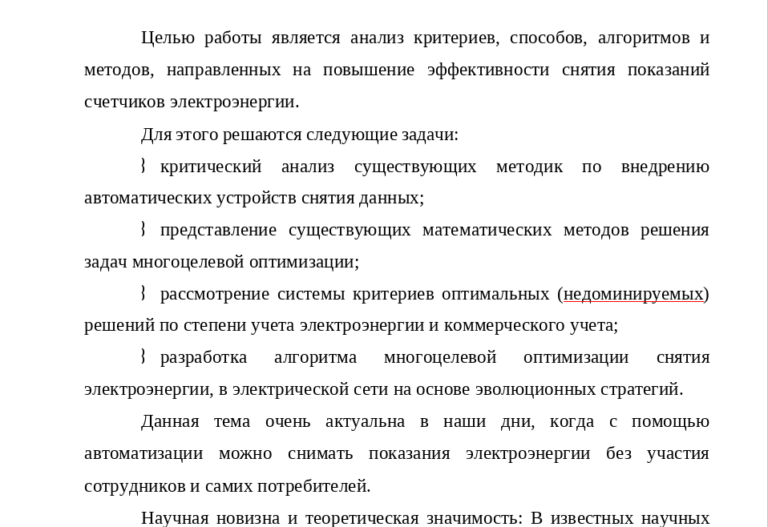 Целью работы является анализ критериев, способов, алгоритмов и
методов, направленных на повышение эффективности снятия показаний
счетчиков электроэнергии.
Для этого решаются следующие задачи:
⌇ критический анализ существующих методик по внедрению
автоматических устройств снятия данных;
⌇ представление существующих математических методов решения
задач многоцелевой оптимизации;
⌇ рассмотрение системы критериев оптимальных (недоминируемых)
решений по степени учета электроэнергии и коммерческого учета;
⌇ разработка алгоритма многоцелевой оптимизации снятия
электроэнергии, в электрической сети на основе эволюционных стратегий.
Данная тема очень актуальна в наши дни, когда с помощью
автоматизации можно снимать показания электроэнергии без участия
сотрудников и самих потребителей.
Научная новизна и теоретическая значимость: В известных научных